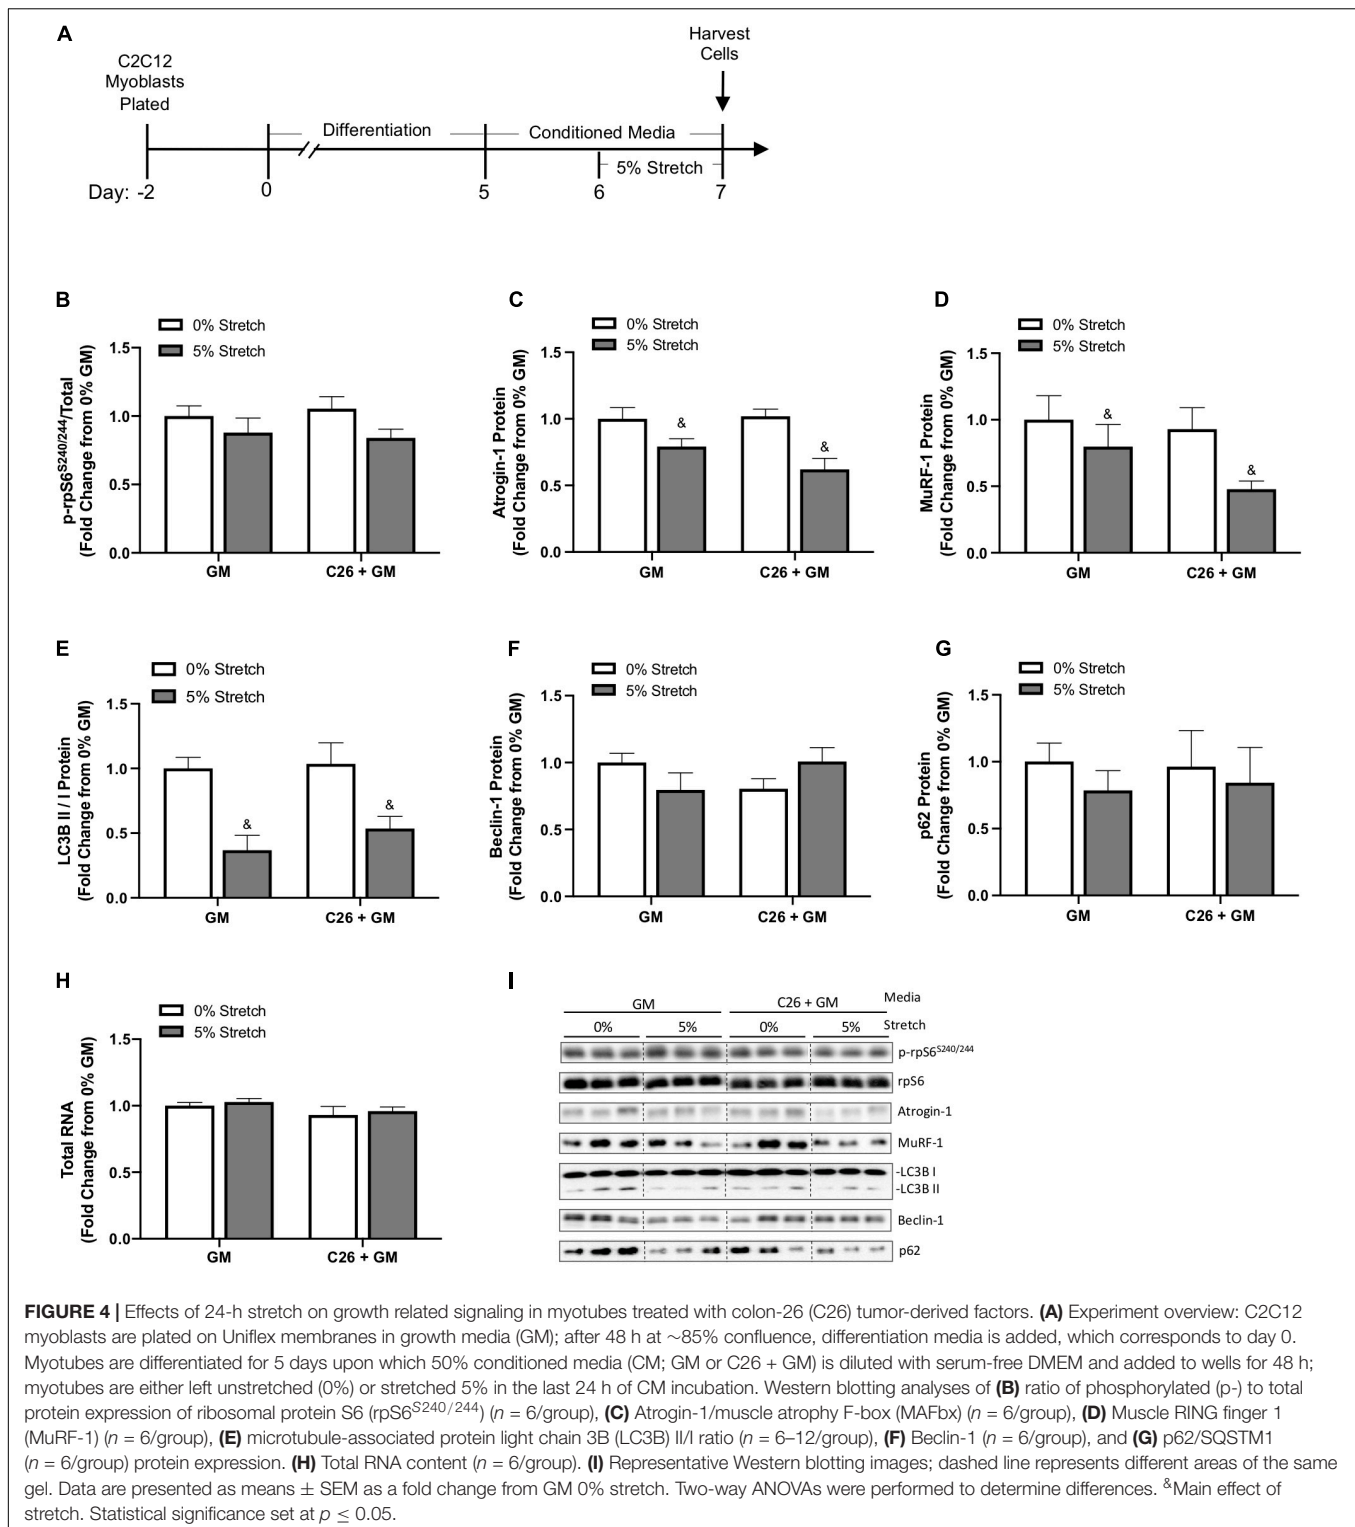 A
C2C12
Myoblasts
Plated
Harvest
Cells
Differentiation
Conditioned Media
5% Stretch
Day: -2 0 5 6 7
B
0% Stretch
5% Stretch
p-rpS6S240/244/Total
(Fold Change from 0% GM)
1.5
1.0
0.5
0.0
GM C26 + GM
C
0% Stretch
5% Stretch
Atrogin-1 Protein
(Fold Change from 0% GM)
1.5
1.0
0.5
0.0
& &
GM C26 + GM
D
0% Stretch
5% Stretch
MuRF-1 Protein
(Fold Change from 0% GM)
1.5
1.0
0.5
0.0
& &
GM C26 + GM
E
0% Stretch
5% Stretch
LC3B II / I Protein
(Fold Change from 0% GM)
1.5
1.0
0.5
0.0
& &
GM C26 + GM
F
0% Stretch
5% Stretch
Beclin-1 Protein
(Fold Change from 0% GM)
1.5
1.0
0.5
0.0
GM C26 + GM
G
0% Stretch
5% Stretch
p62 Protein
(Fold Change from 0% GM)
1.5
1.0
0.5
0.0
GM C26 + GM
H
0% Stretch
5% Stretch
Total RNA
(Fold Change from 0% GM)
1.5
1.0
0.5
0.0
GM C26 + GM
I
GM C26 + GM Media
0% 5% 0% 5% Stretch
p-rpS6S240/244
rpS6
Atrogin-1
MuRF-1
-LC3B I
-LC3B II
Beclin-1
p62
FIGURE 4 | Effects of 24-h stretch on growth related signaling in myotubes treated with colon-26 (C26) tumor-derived factors. (A) Experiment overview: C2C12
myoblasts are plated on Uniflex membranes in growth media (GM); after 48 h at ~85% confluence, differentiation media is added, which corresponds to day 0.
Myotubes are differentiated for 5 days upon which 50% conditioned media (CM; GM or C26 + GM) is diluted with serum-free DMEM and added to wells for 48 h;
myotubes are either left unstretched (0%) or stretched 5% in the last 24 h of CM incubation. Western blotting analyses of (B) ratio of phosphorylated (p-) to total
protein expression of ribosomal protein S6 (rpS6S240/244) (n = 6/group), (C) Atrogin-1/muscle atrophy F-box (MAFbx) (n = 6/group), (D) Muscle RING finger 1
(MuRF-1) (n = 6/group), (E) microtubule-associated protein light chain 3B (LC3B) II/I ratio (n = 6–12/group), (F) Beclin-1 (n = 6/group), and (G) p62/SQSTM1
(n = 6/group) protein expression. (H) Total RNA content (n = 6/group). (I) Representative Western blotting images; dashed line represents different areas of the same
gel. Data are presented as means ± SEM as a fold change from GM 0% stretch. Two-way ANOVAs were performed to determine differences. &Main effect of
stretch. Statistical significance set at p ≤ 0.05.